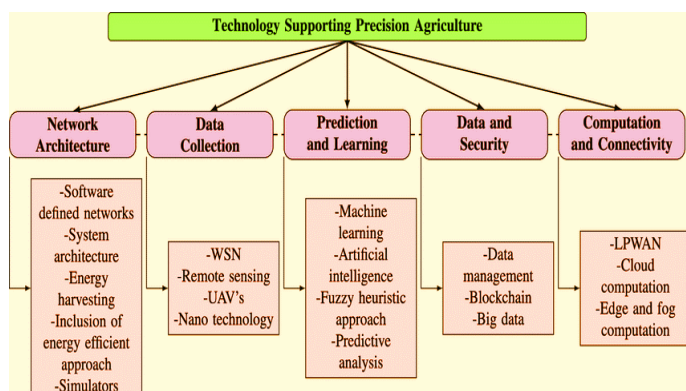 Technology Supporting Precision Agriculture
Network
Architecture
Data
Collection
Prediction
and Learning
Data and
Security
Computation
and Connectivity
-Software
defined networks
-System
architecture
-Energy
harvesting
-Inclusion of
energy efficient
approach
-Simulators
-WSN
-Remote sensing
-UAV's
-Nano technology
-Machine
learning
-Artificial
intelligence
-Fuzzy heuristic
approach
-Predictive
analysis
-Data
management
-Blockchain
-Big data
-LPWAN
-Cloud
computation
-Edge and fog
computation